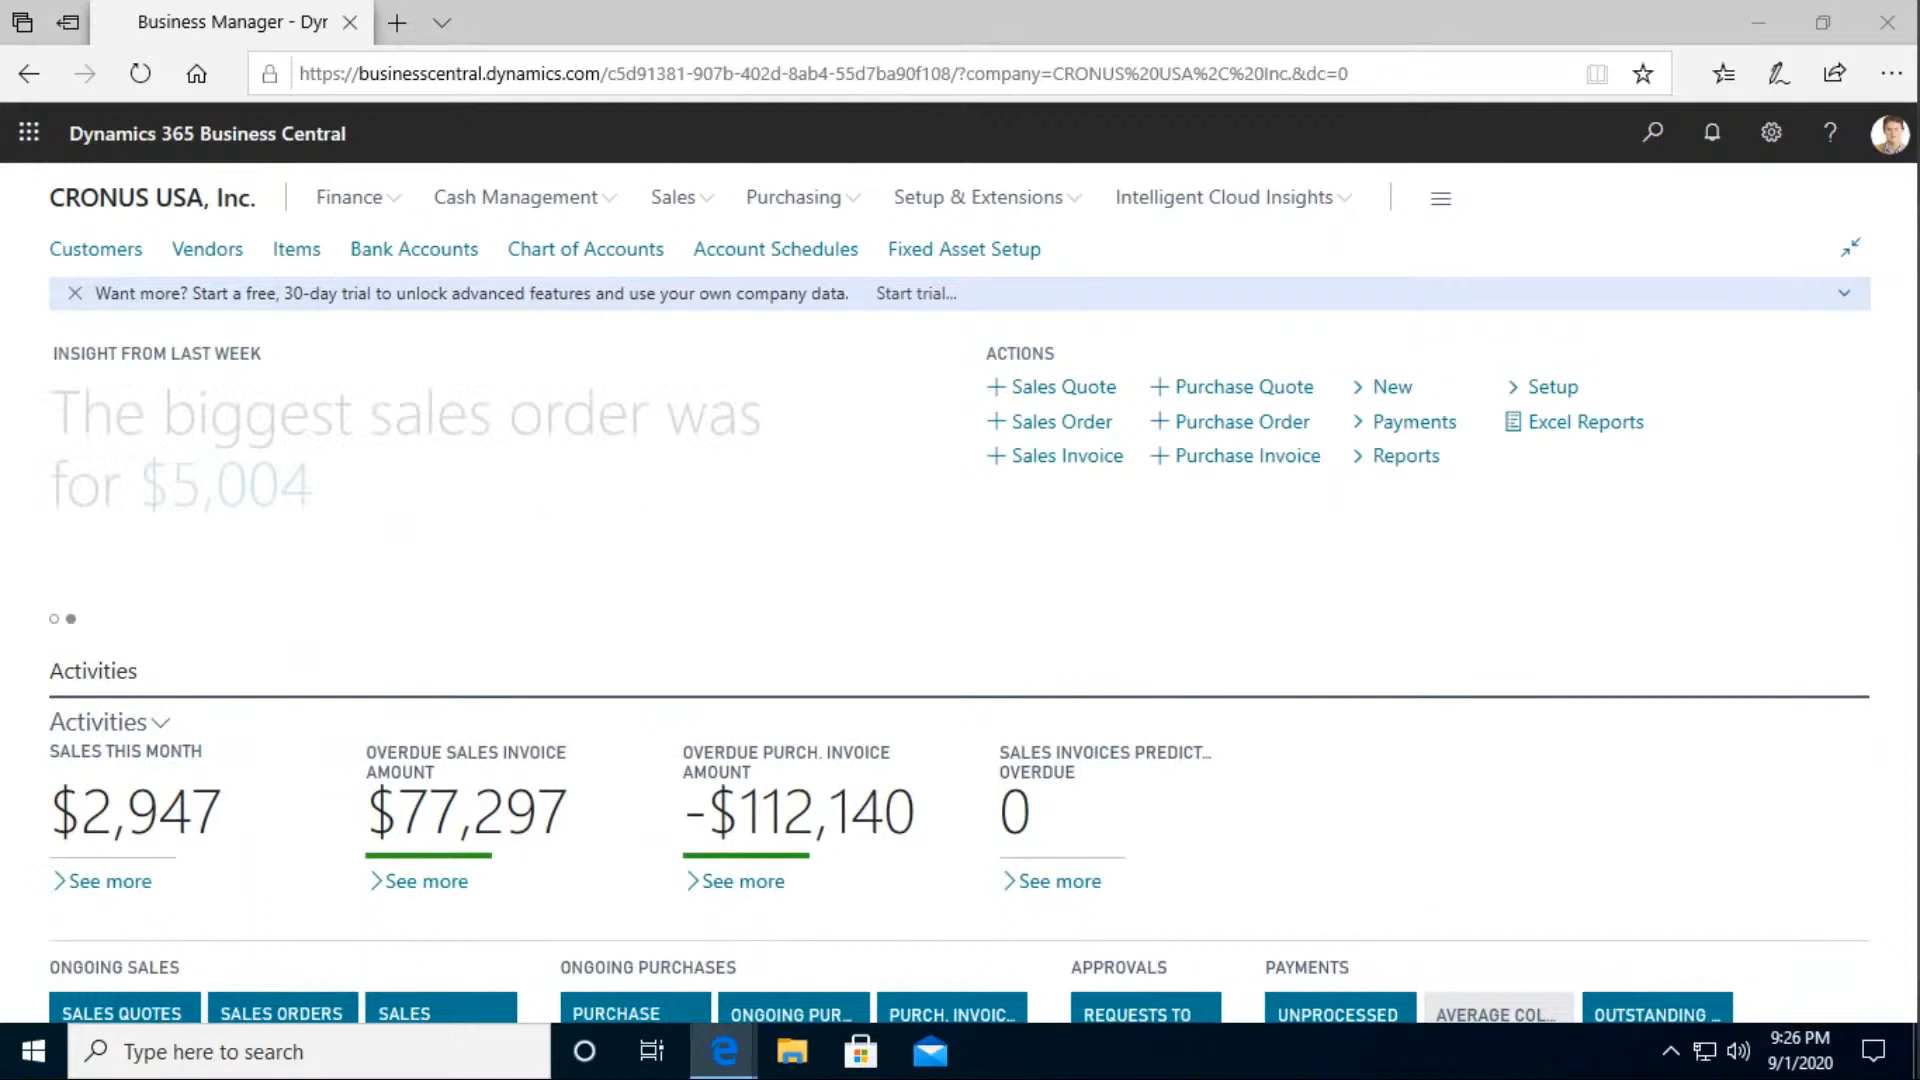 Business Manager - Dyr
https://businesscentral.dynamics.com/c5d91381-907b-402d-8ab4-55d7ba90f108/?company=CRONUS%20USA%2C%20Inc.&dc=0
Dynamics 365 Business Central
?
CRONUS USA, Inc. Finance Cash Management Sales Purchasing Setup & Extensions Intelligent Cloud Insights
Customers Vendors Items Bank Accounts Chart of Accounts Account Schedules Fixed Asset Setup
Want more? Start a free, 30-day trial to unlock advanced features and use your own company data. Start trial...
INSIGHT FROM LAST WEEK
The biggest sales order was
for $5,004
ACTIONS
+ Sales Quote + Purchase Quote > New > Setup
+ Sales Order + Purchase Order > Payments Excel Reports
+ Sales Invoice + Purchase Invoice > Reports
Activities
Activities
SALES THIS MONTH
$2,947
>See more
OVERDUE SALES INVOICE
AMOUNT
$77,297
>See more
OVERDUE PURCH. INVOICE
AMOUNT
-$112,140
>See more
SALES INVOICES PREDICT...
OVERDUE
0
>See more
ONGOING SALES
SALES QUOTES SALES ORDERS SALES
ONGOING PURCHASES
PURCHASE ONGOING PUR... PURCH. INVOIC...
APPROVALS
REQUESTS TO
PAYMENTS
UNPROCESSED AVERAGE COL... OUTSTANDING ...
Type here to search
9:26 PM
9/1/2020